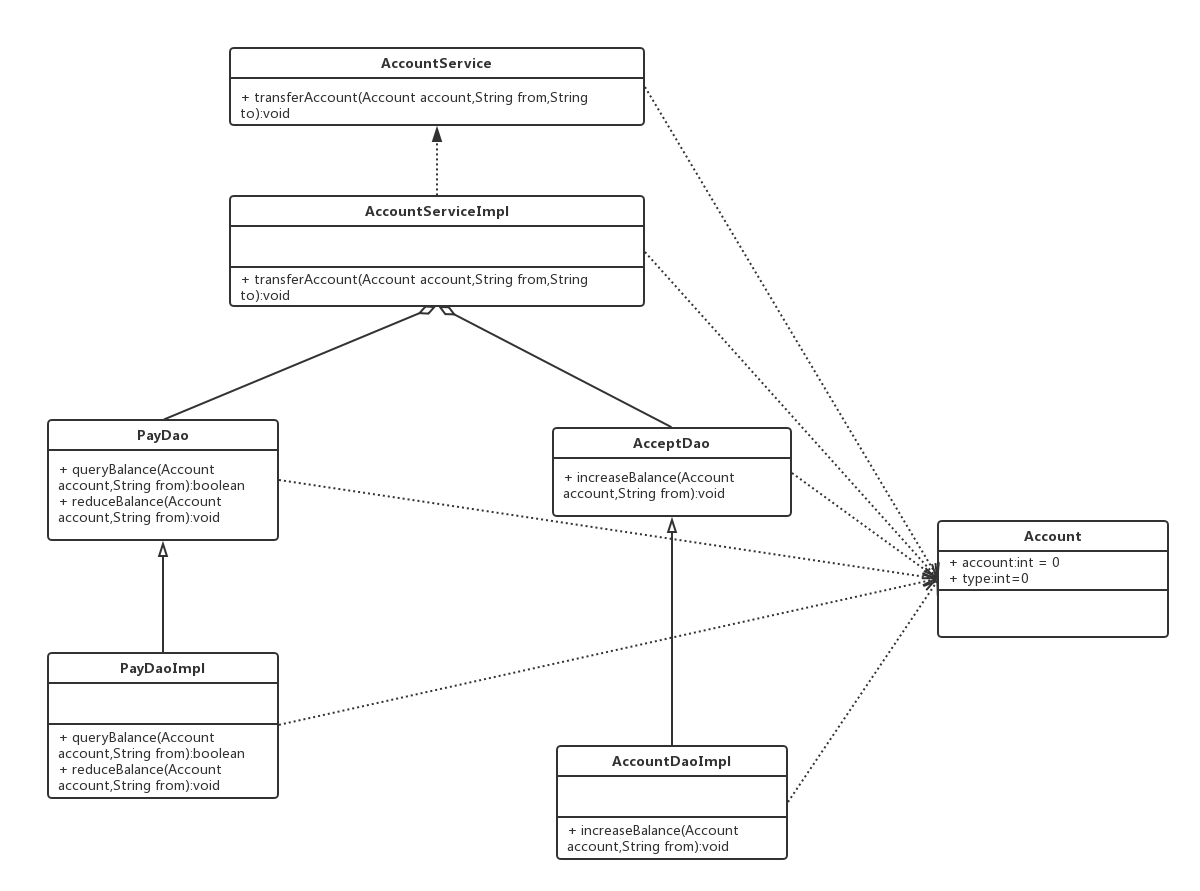 AccountService
+ transferAccount(Account account,String from,String
to):void
AccountServiceImpl
+ transferAccount(Account account,String from,String
to):void
PayDao
+ queryBalance(Account
account,String from):boolean
+ reduceBalance(Account
account,String from):void
AcceptDao
+ increaseBalance(Account
account,String from):void
Account
+ account:int = 0
+ type:int=0
PayDaoImpl
+ queryBalance(Account
account,String from):boolean
+ reduceBalance(Account
account,String from):void
AccountDaoImpl
+ increaseBalance(Account
account,String from):void